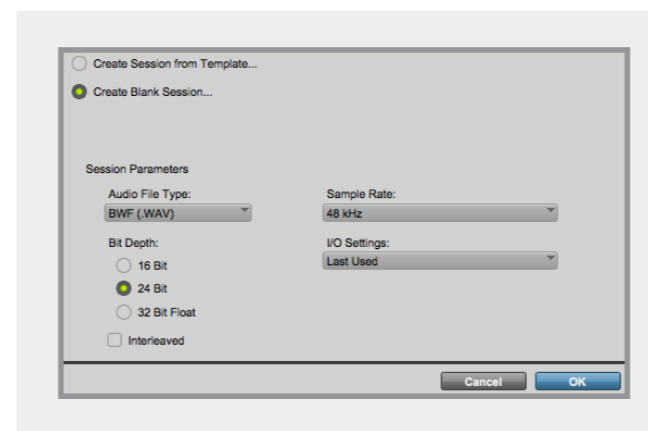 Create Session from Template...
Create Blank Session...
Session Parameters
Audio File Type:
Sample Rate:
BWF (.WAV)
48 kHz
Bit Depth:
I/O Settings:
16 Bit
Last Used
24 Bit
32 Bit Float
Interleaved
Cancel
OK